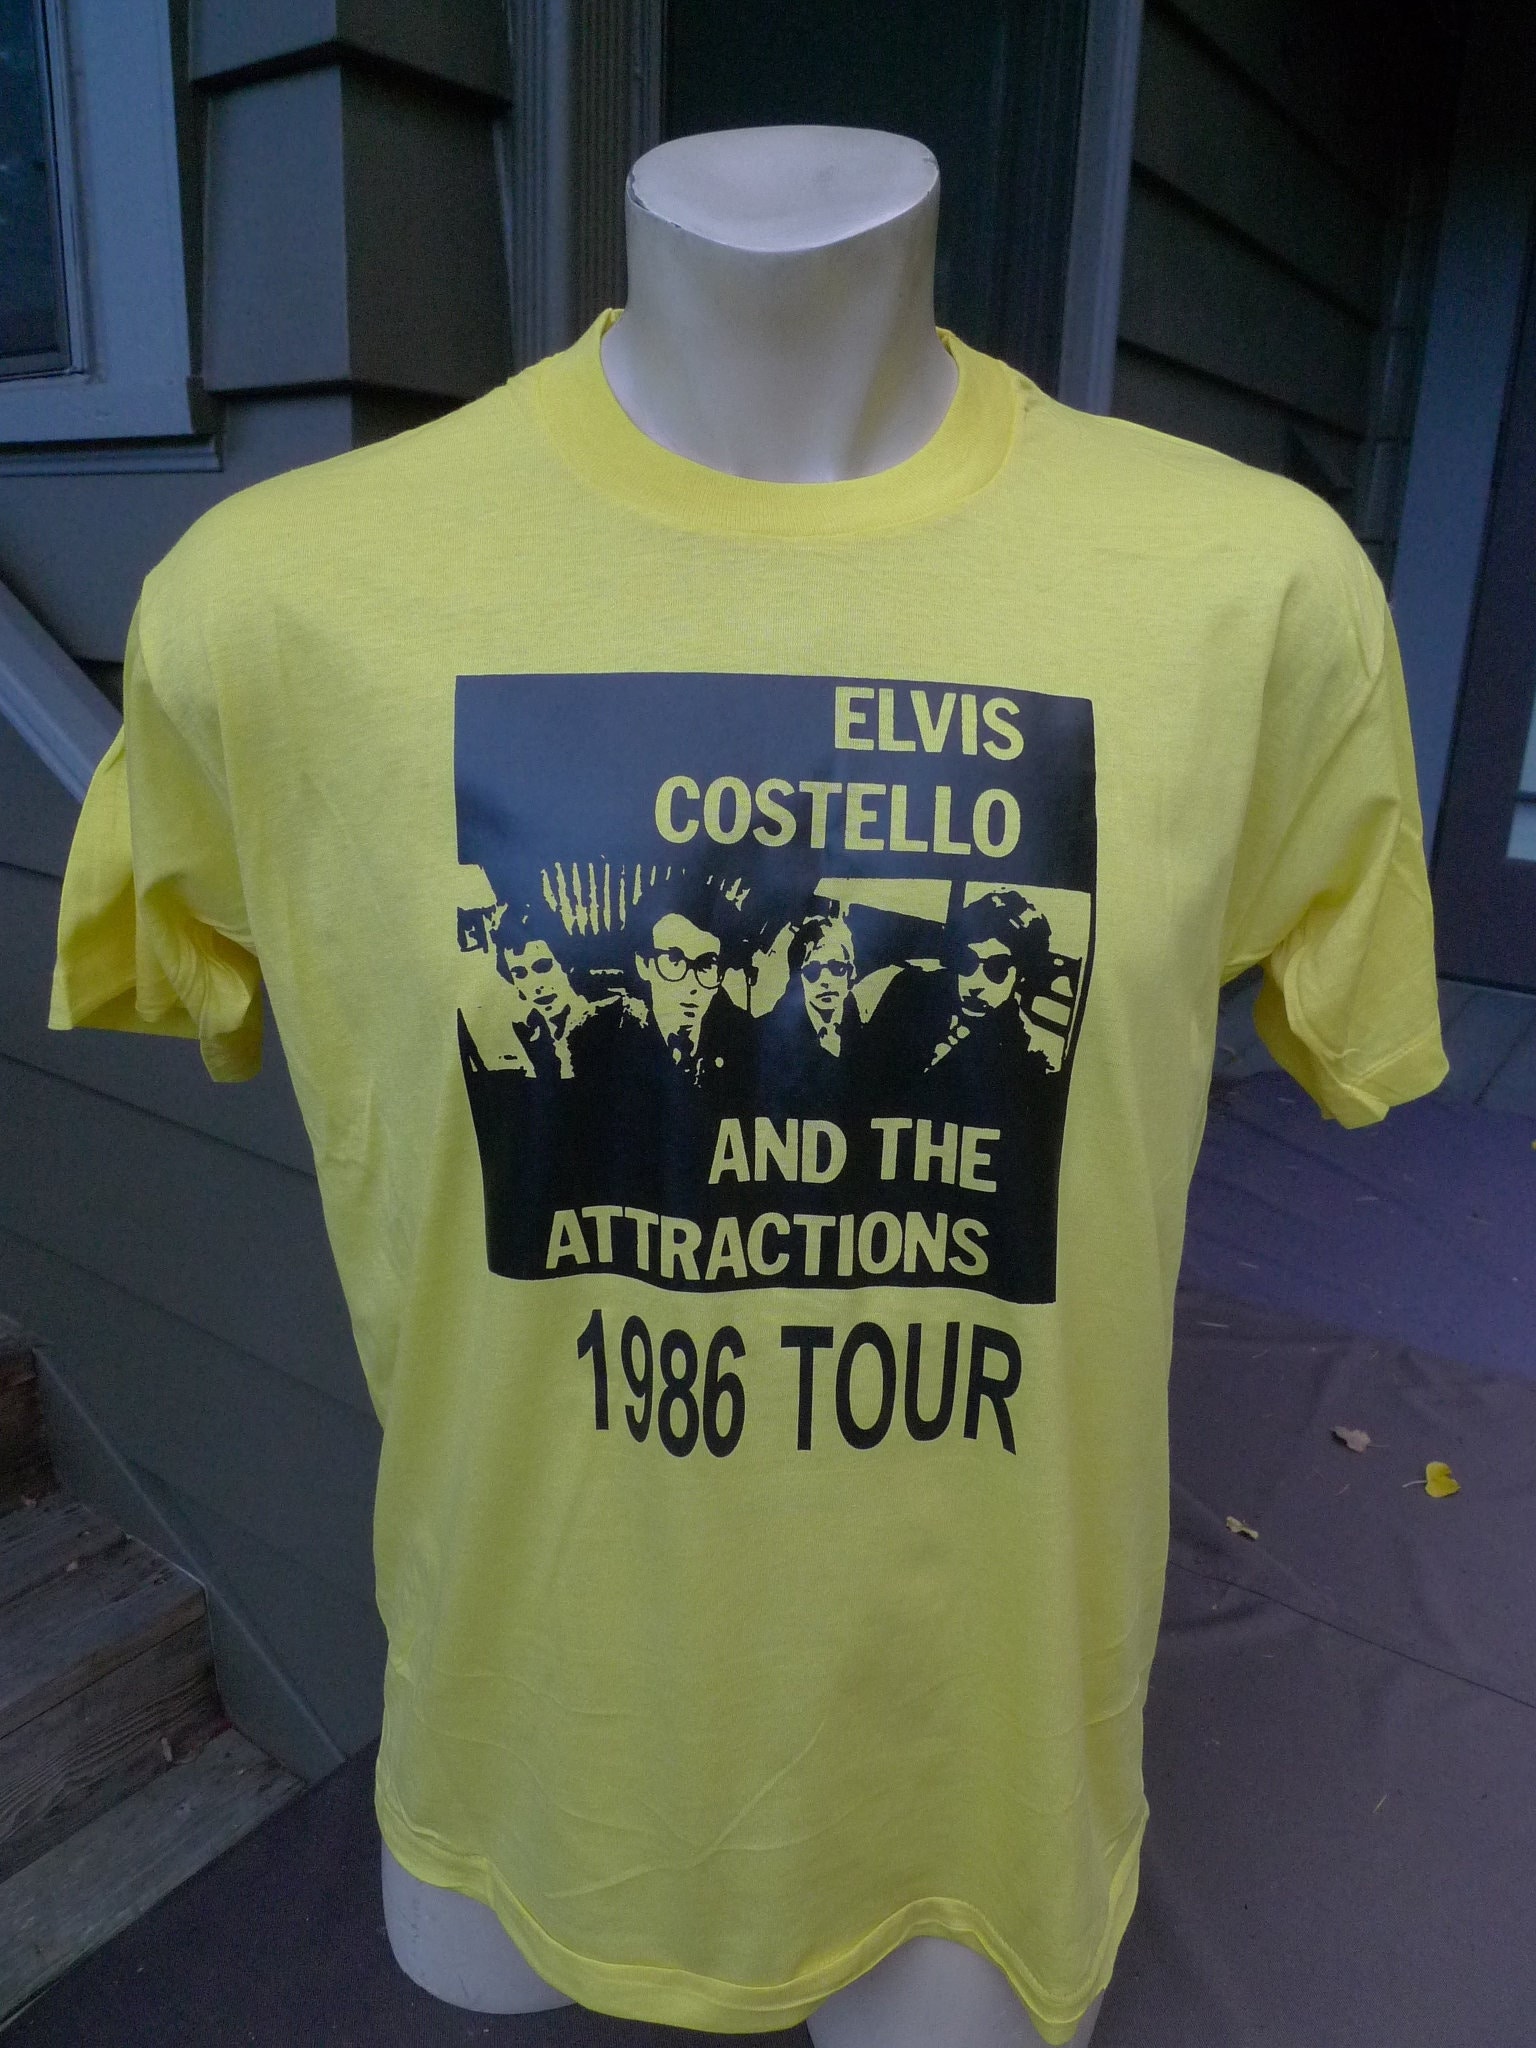 ELVIS
COSTELLO
AND THE
ATTRACTIONS
1986 TOUR